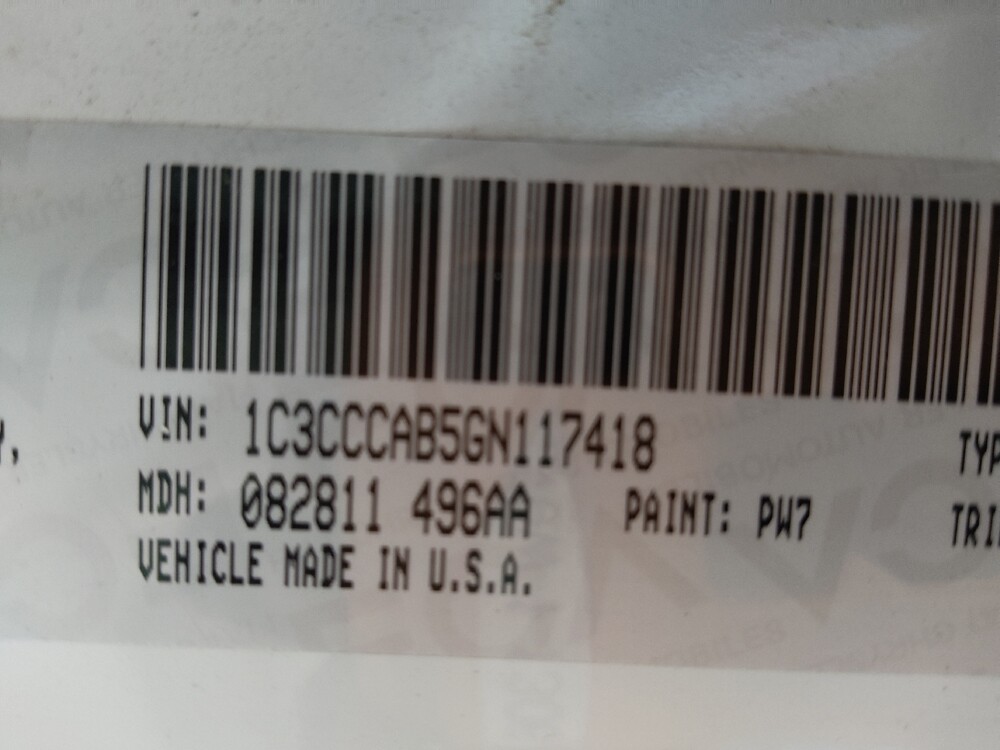 VIN: 1C3CCCAB5GN117418
MDH: 082811 496AA PAINT: PW7
VEHICLE MADE IN U.S.A.